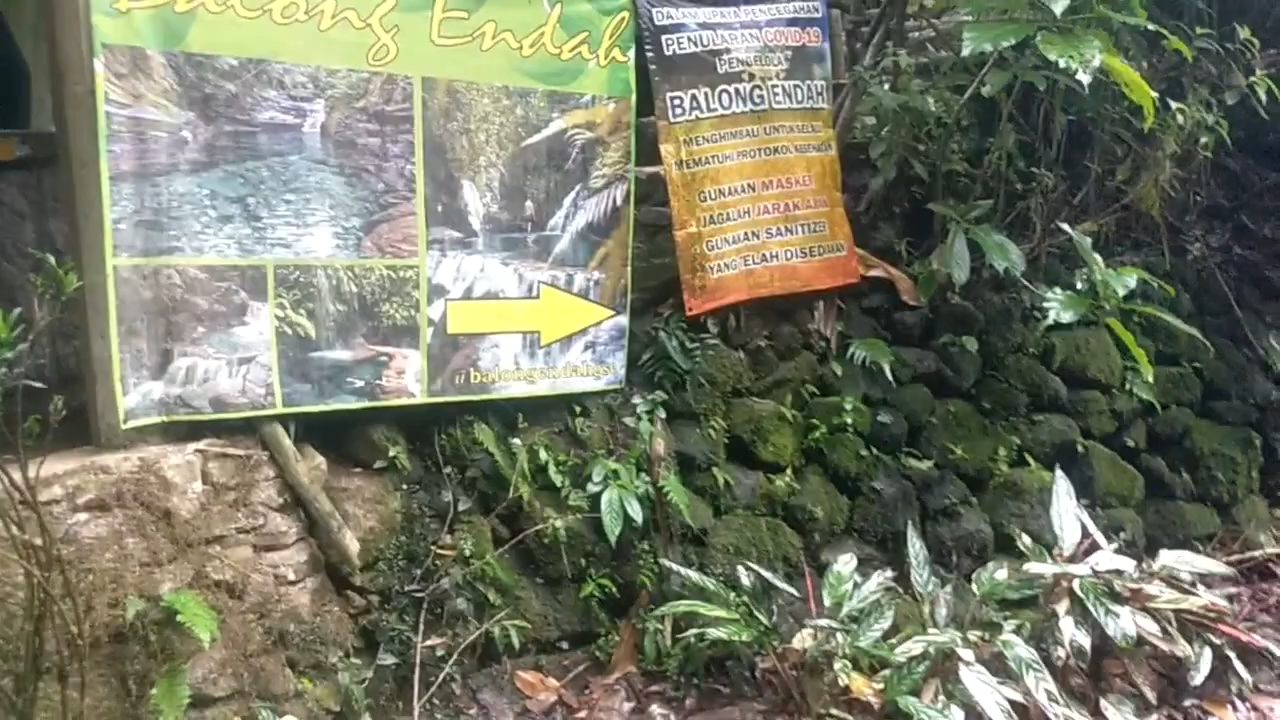 Balong Endah
balongendahgs
DALAM UPAYA PENCEGAHAN
PENULARAN COVID-19
PENGELOLA
BALONG ENDAH
MENGHIMBAU UNTUK SELALU
MEMATUHI PROTOKOL KESEHATAN
GUNAKAN MASKER
JAGALAH JARAK AMAN
GUNAKAN SANITIZER
YANG TELAH DISEDIAKAN